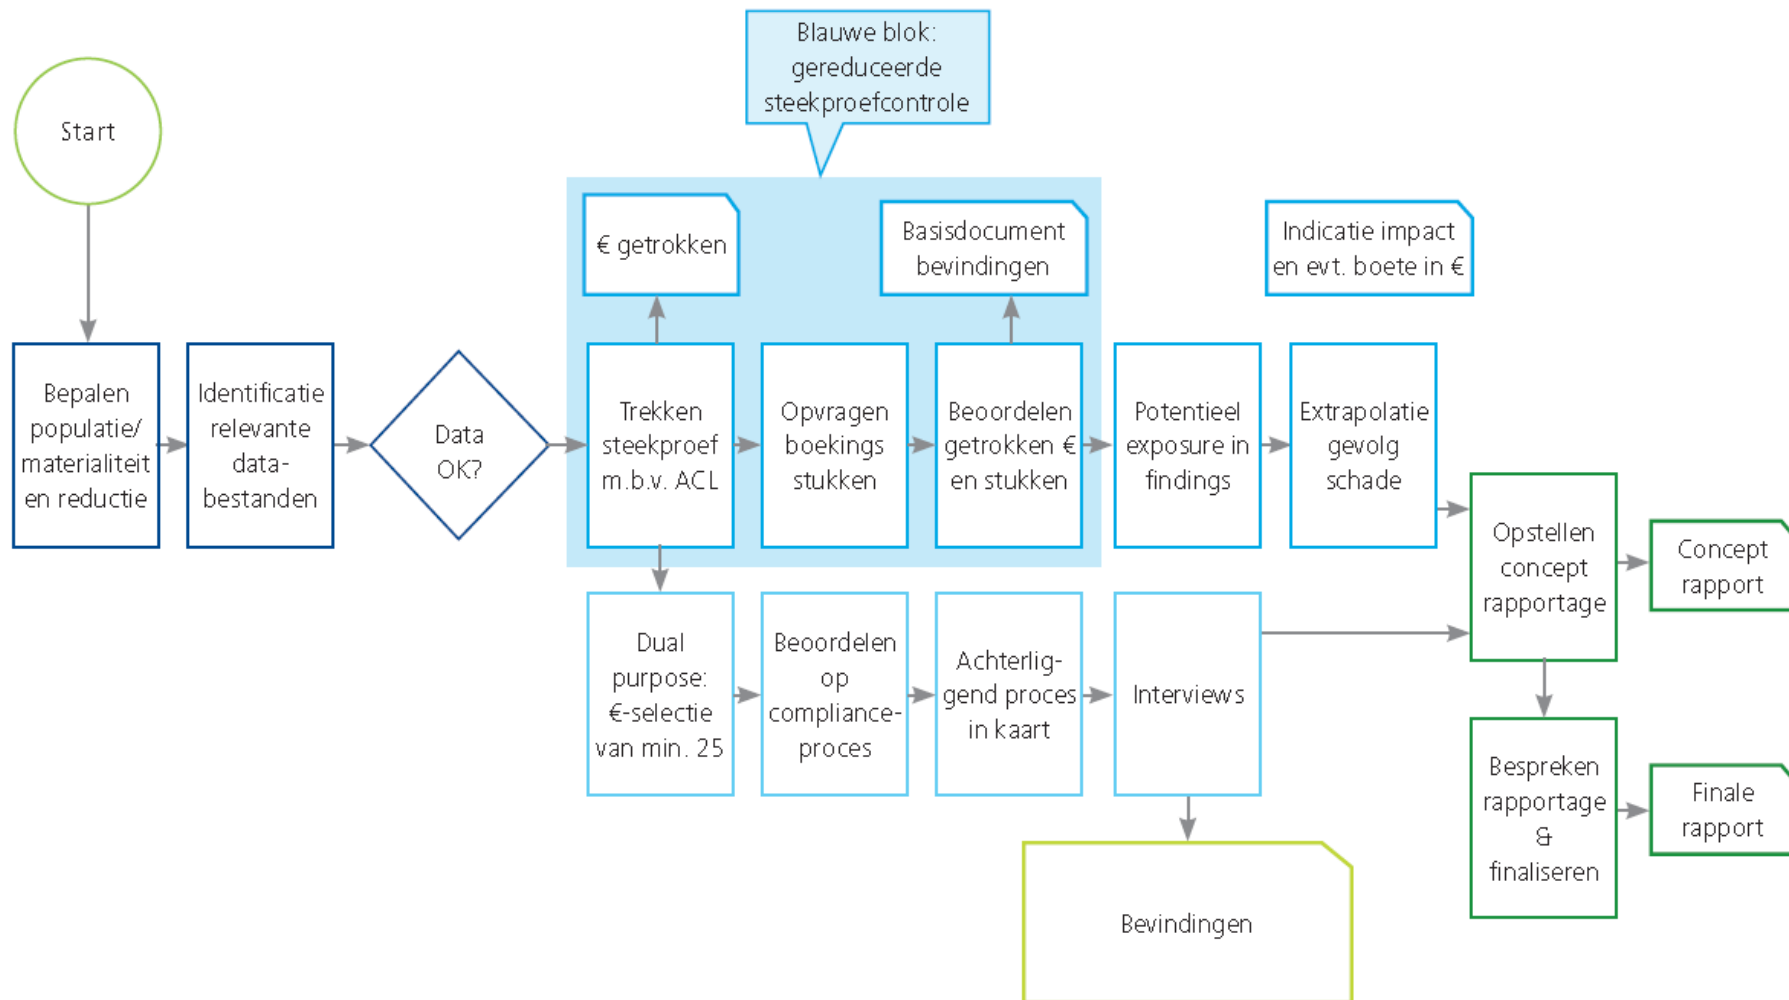 Blauwe blok:
gereduceerde
steekproefcontrole
Start
€ getrokken
Basisdocument
bevindingen
Indicatie impact
en evt. boete in €
Bepalen
populatie/
materialiteit
en reductie
Identificatie
relevante
data-
bestanden
Data
OK?
Trekken
steekproef
m.b.v. ACL
Opvragen
boekings
stukken
Beoordelen
getrokken €
en stukken
Potentieel
exposure in
findings
Extrapolatie
gevolg
schade
Opstellen
concept
rapportage
Concept
rapport
Dual
purpose:
€-selectie
van min. 25
Beoordelen
op
compliance-
proces
Achterlig-
gend proces
in kaart
Interviews
Bespreken
rapportage
&
finaliseren
Finale
rapport
Bevindingen